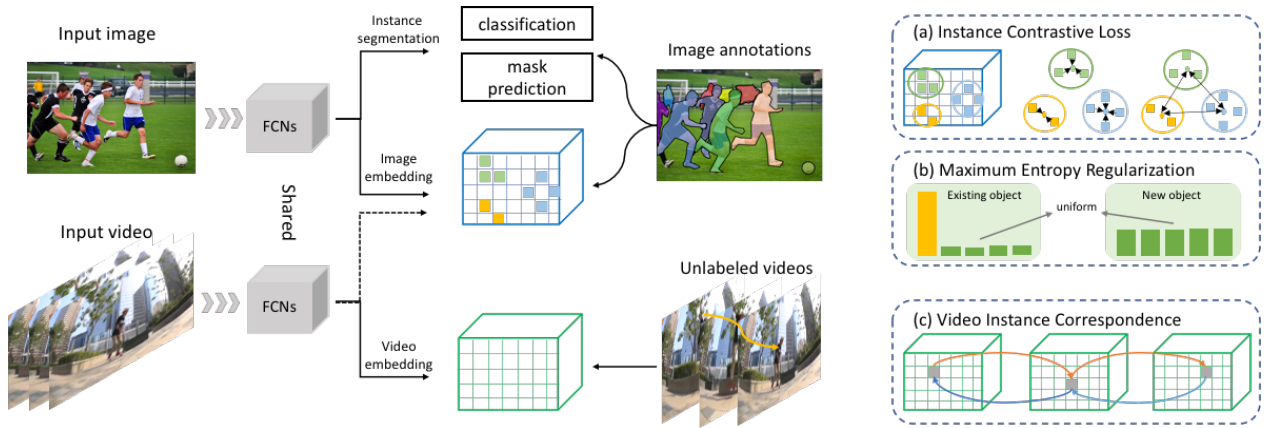 Input image
FCNs
Instance
segmentation
classification
mask
prediction
Image annotations
Image
embedding
Shared
Input video
FCNs
Video
embedding
Unlabeled videos
(a) Instance Contrastive Loss
(b) Maximum Entropy Regularization
Existing object
uniform
New object
(c) Video Instance Correspondence